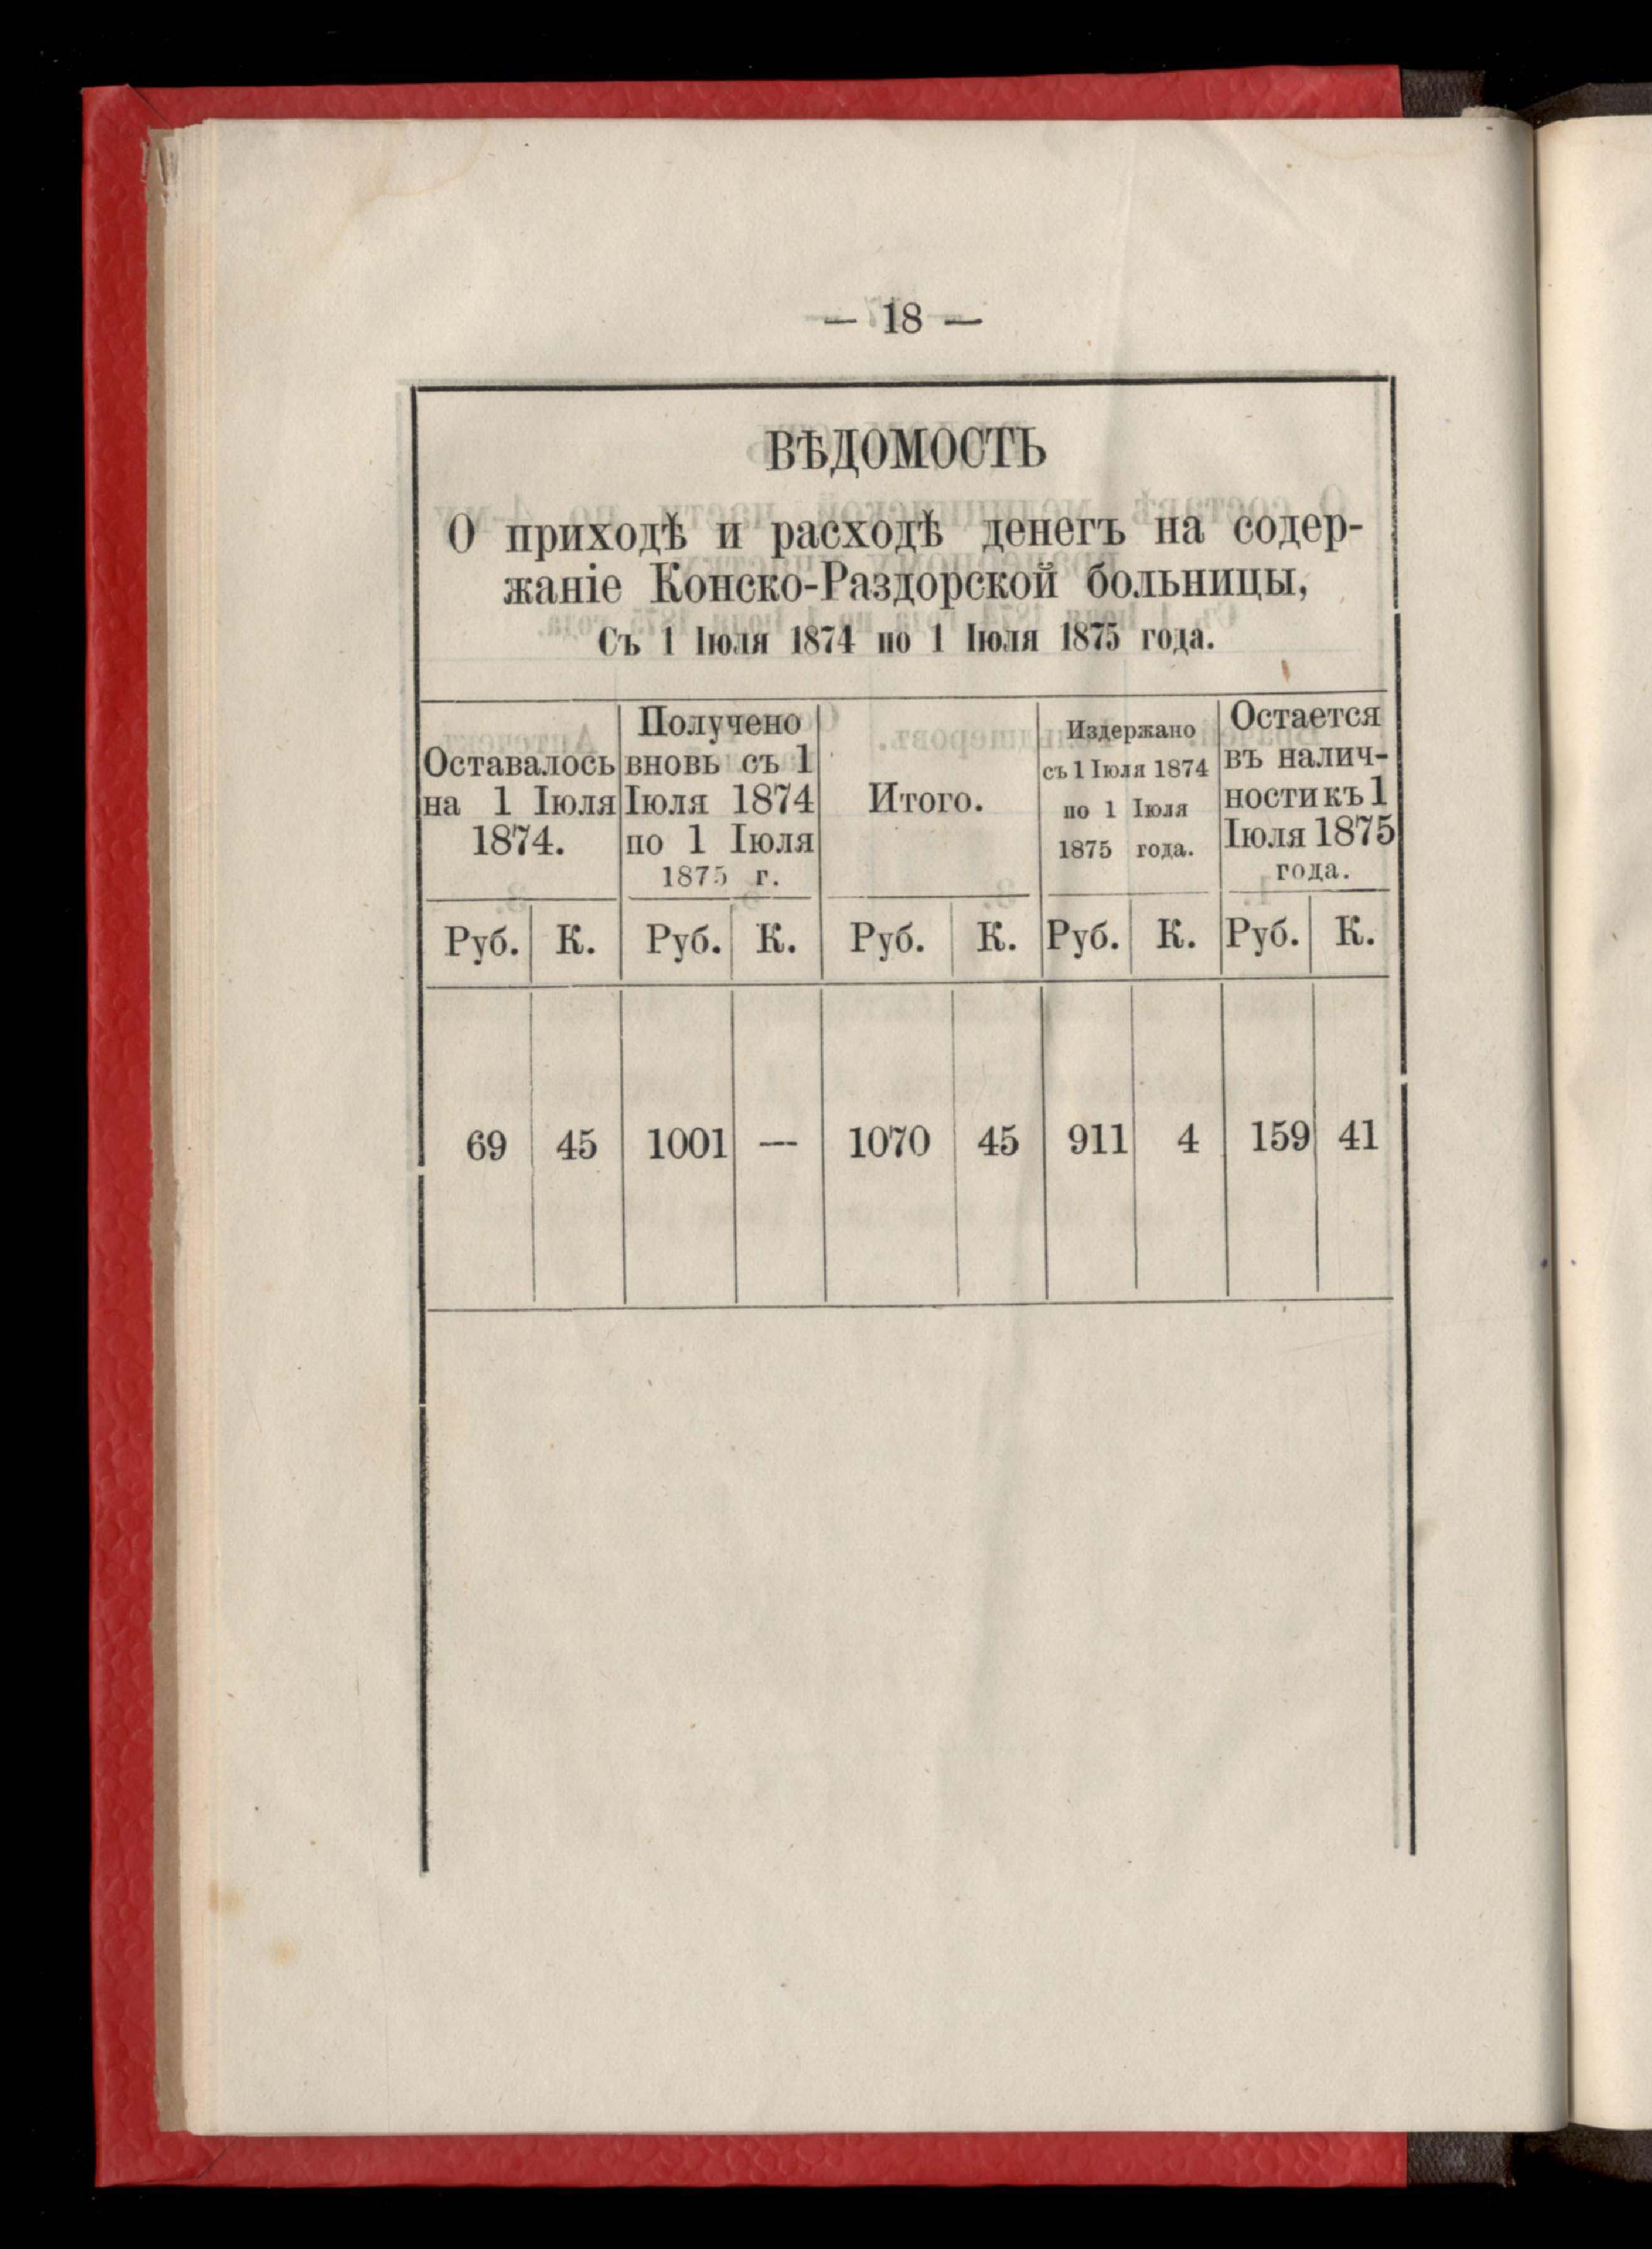 — 18 —
ВѢДОМОСТЬ
О приходѣ и расходѣ денегъ на содер-
жаніе Конско-Раздорской больницы,
Съ 1 Іюля 1874 по 1 Іюля 1875 года.
Оставалось
на 1 Іюля
1874.
Получено
вновь съ 1
Іюля 1874
по 1 Іюля
1875 г.
Итого.
Издержано
съ 1 Іюля 1874
по 1 Іюля
1875 года.
Остается
въ налич-
ности къ 1
Іюля 1875
года.
Руб. К. Руб. К. Руб. К. Руб. К. Руб. К.
69 45 1001 — 1070 45 911 4 159 41